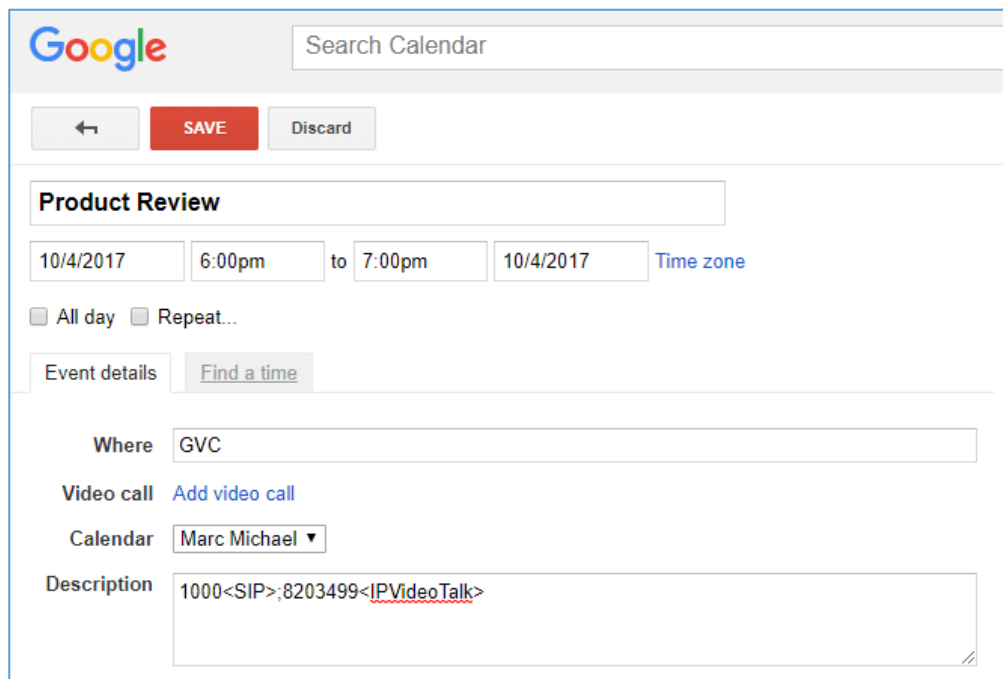 Google Search Calendar
SAVE Discard
Product Review
10/4/2017 6:00pm to 7:00pm 10/4/2017 Time zone
All day Repeat...
Event details Find a time
Where GVC
Video call Add video call
Calendar Marc Michael
Description 1000<SIP>;8203499<IPVideoTalk>